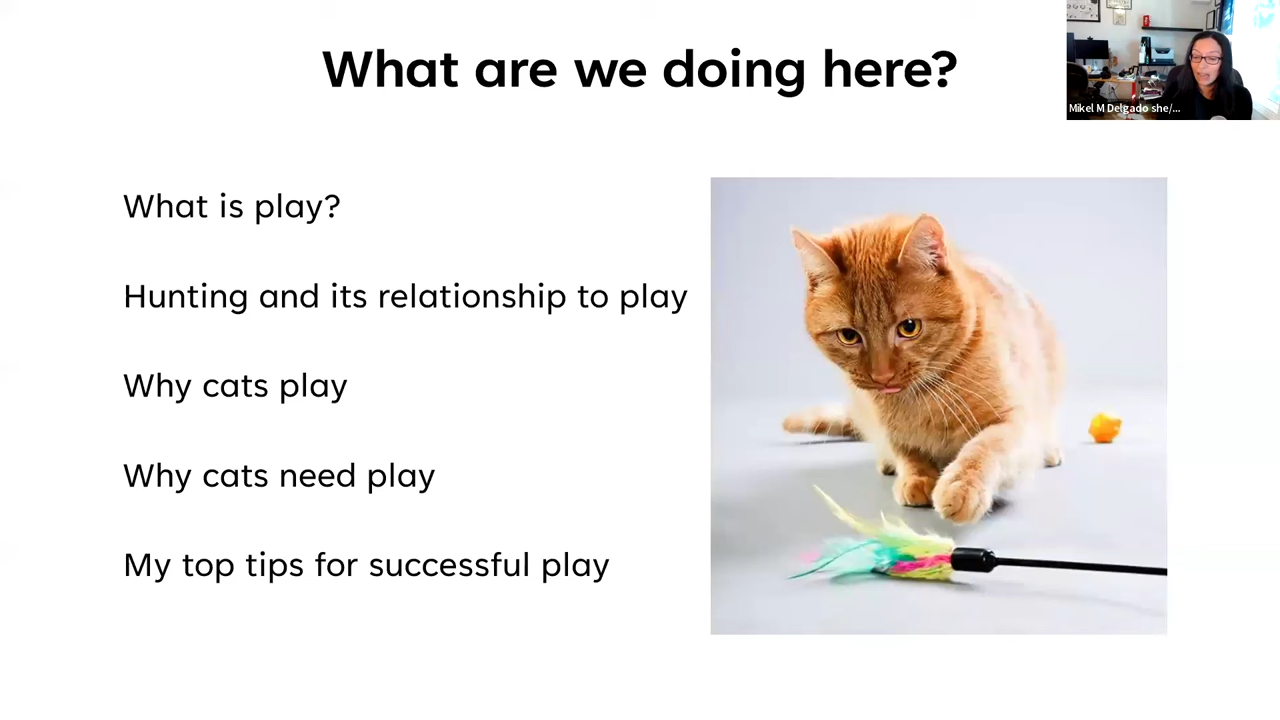 What are we doing here?
Mikel M Delgado she/...
What is play?
Hunting and its relationship to play
Why cats play
Why cats need play
My top tips for successful play